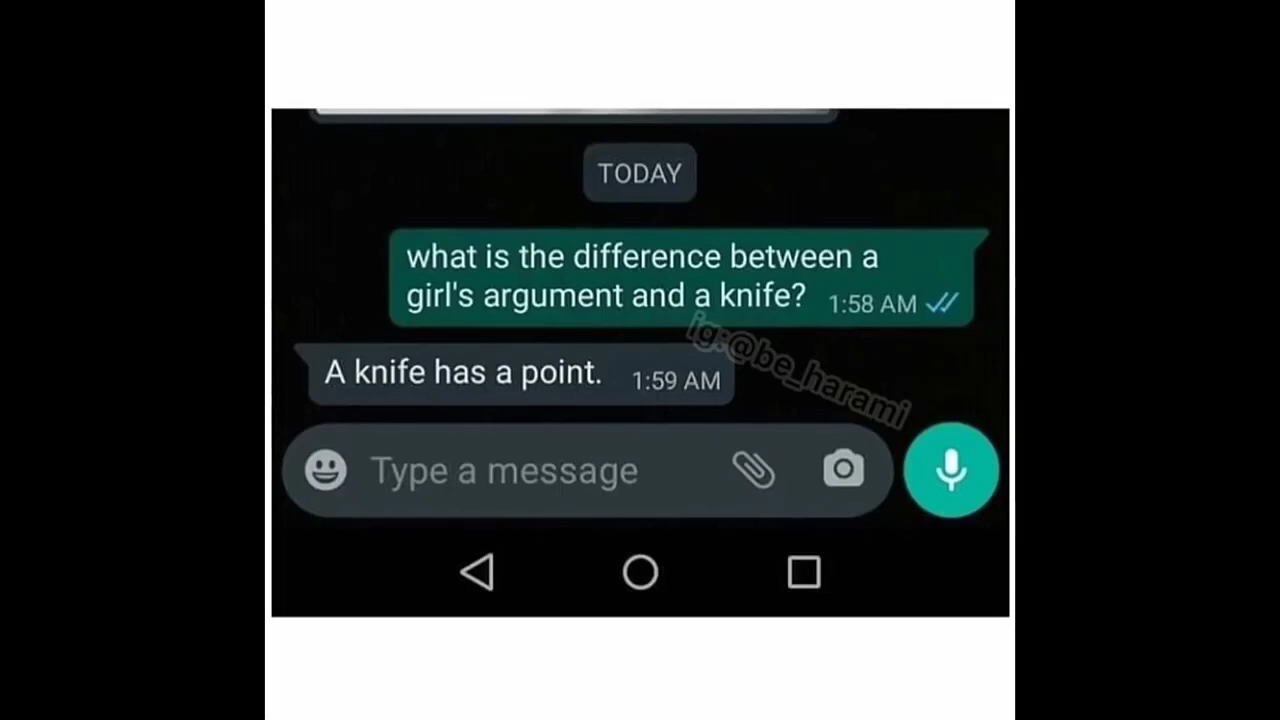 TODAY
what is the difference between a
girl's argument and a knife? 1:58 AM
A knife has a point. 1:59 AM
ig:@be_harami
Type a message